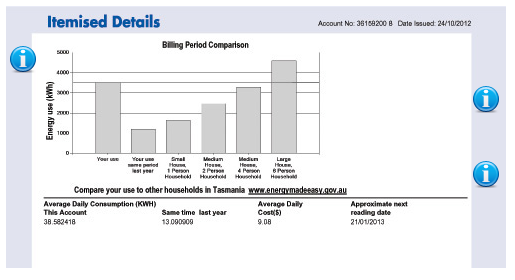 Itemised Details
Account No: 36159200 8 Date Issued: 24/10/2012
Billing Period Comparison
Energy use (kWh)
5000
4000
3000
2000
1000
0
Your use
Your use same period last year
Small House, 1 Person Household
Medium House, 2 Person Household
Medium House, 4 Person Household
Large House, 6 Person Household
Compare your use to other households in Tasmania www.energymadeeasy.gov.au
Average Daily Consumption (KWH)
This Account
Same time last year
Average Daily
Cost($)
Approximate next
reading date
38.582418
13.090909
9.08
21/01/2013